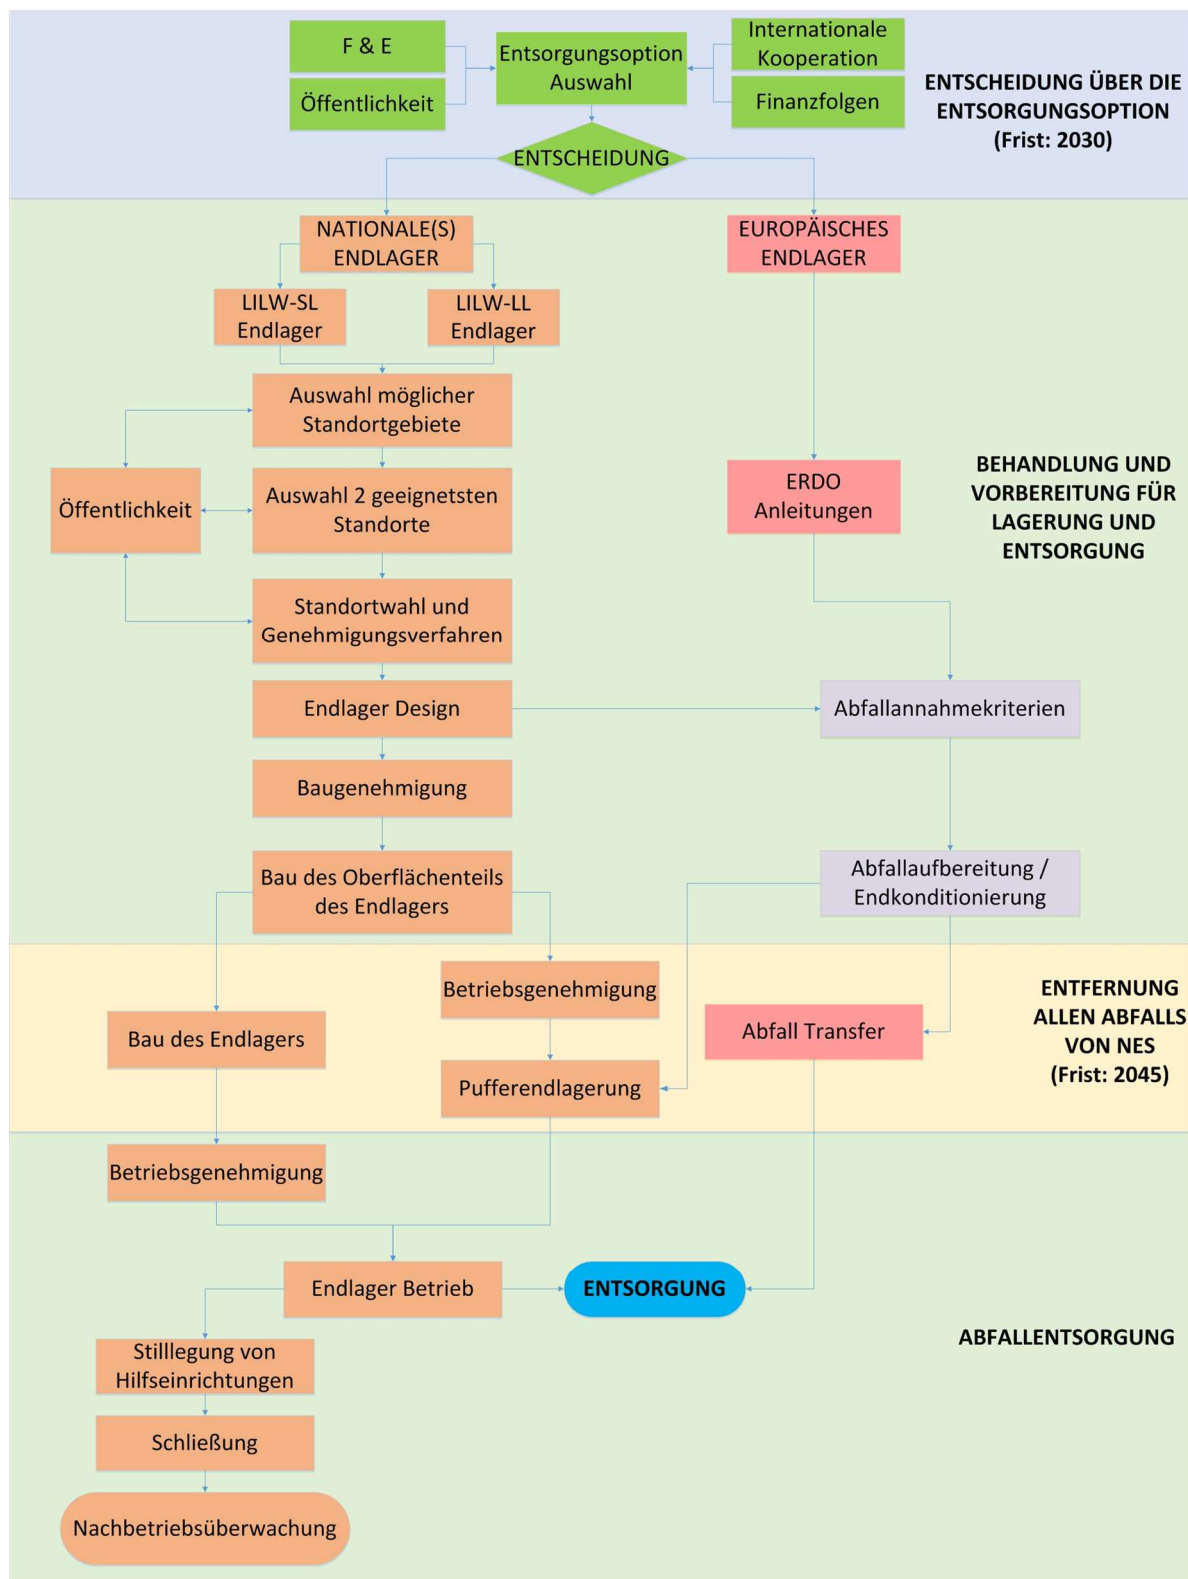 F & E
Öffentlichkeit
Entsorgungsoption
Auswahl
Internationale
Kooperation
Finanzfolgen
ENTSCHEIDUNG ÜBER DIE
ENTSORGUNGSOPTION
(Frist: 2030)
ENTSCHEIDUNG
NATIONALE(S)
ENDLAGER
EUROPÄISCHES
ENDLAGER
LILW-SL
Endlager
LILW-LL
Endlager
Auswahl möglicher
Standortgebiete
Öffentlichkeit
Auswahl 2 geeignetsten
Standorte
ERDO
Anleitungen
BEHANDLUNG UND
VORBEREITUNG FÜR
LAGERUNG UND
ENTSORGUNG
Standortwahl und
Genehmigungsverfahren
Endlager Design
Abfallannahmekriterien
Baugenehmigung
Bau des Oberflächenteils
des Endlagers
Abfallaufbereitung /
Endkonditionierung
Betriebsgenehmigung
Bau des Endlagers
Abfall Transfer
ENTFERNUNG
ALLEN ABFALLS
VON NES
(Frist: 2045)
Pufferendlagerung
Betriebsgenehmigung
Endlager Betrieb
ENTSORGUNG
ABFALLENTSORGUNG
Stilllegung von
Hilfseinrichtungen
Schließung
Nachbetriebsüberwachung